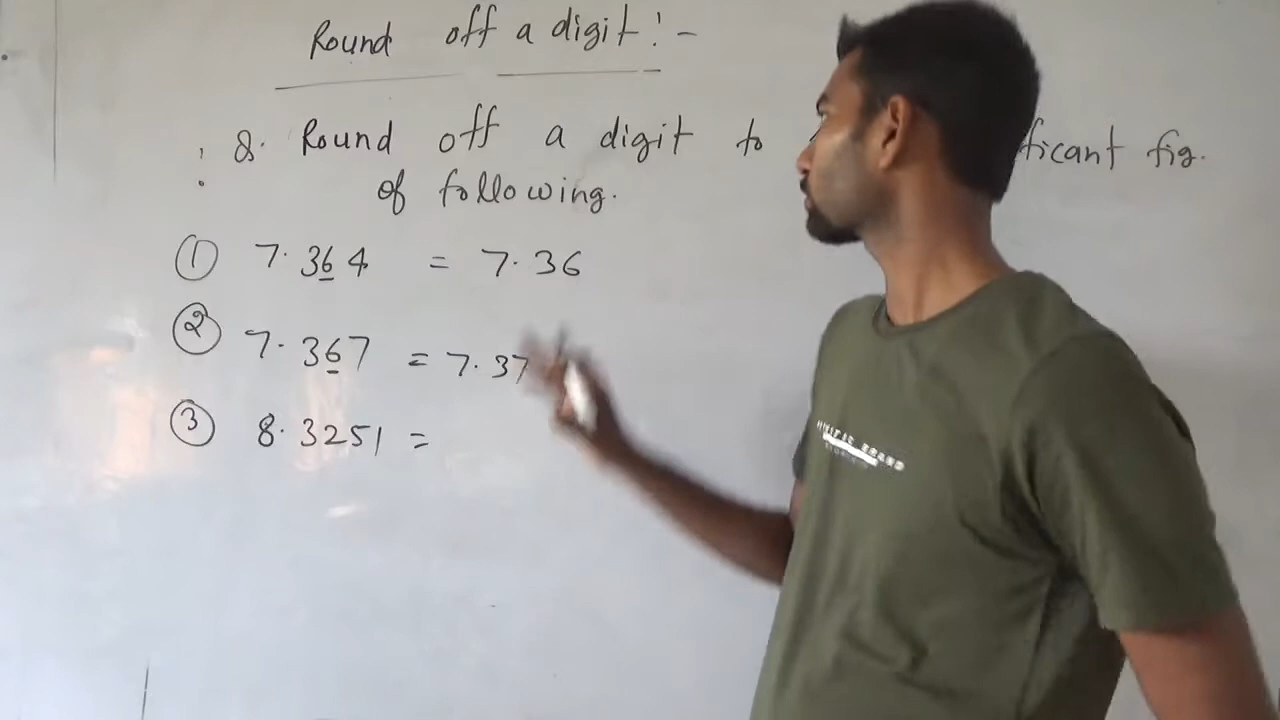 Round off a digit :-
Q. Round off a digit to ficant fig.
of following.
① 7.364 = 7.36
② 7.367 = 7.37
③ 8.3251 =